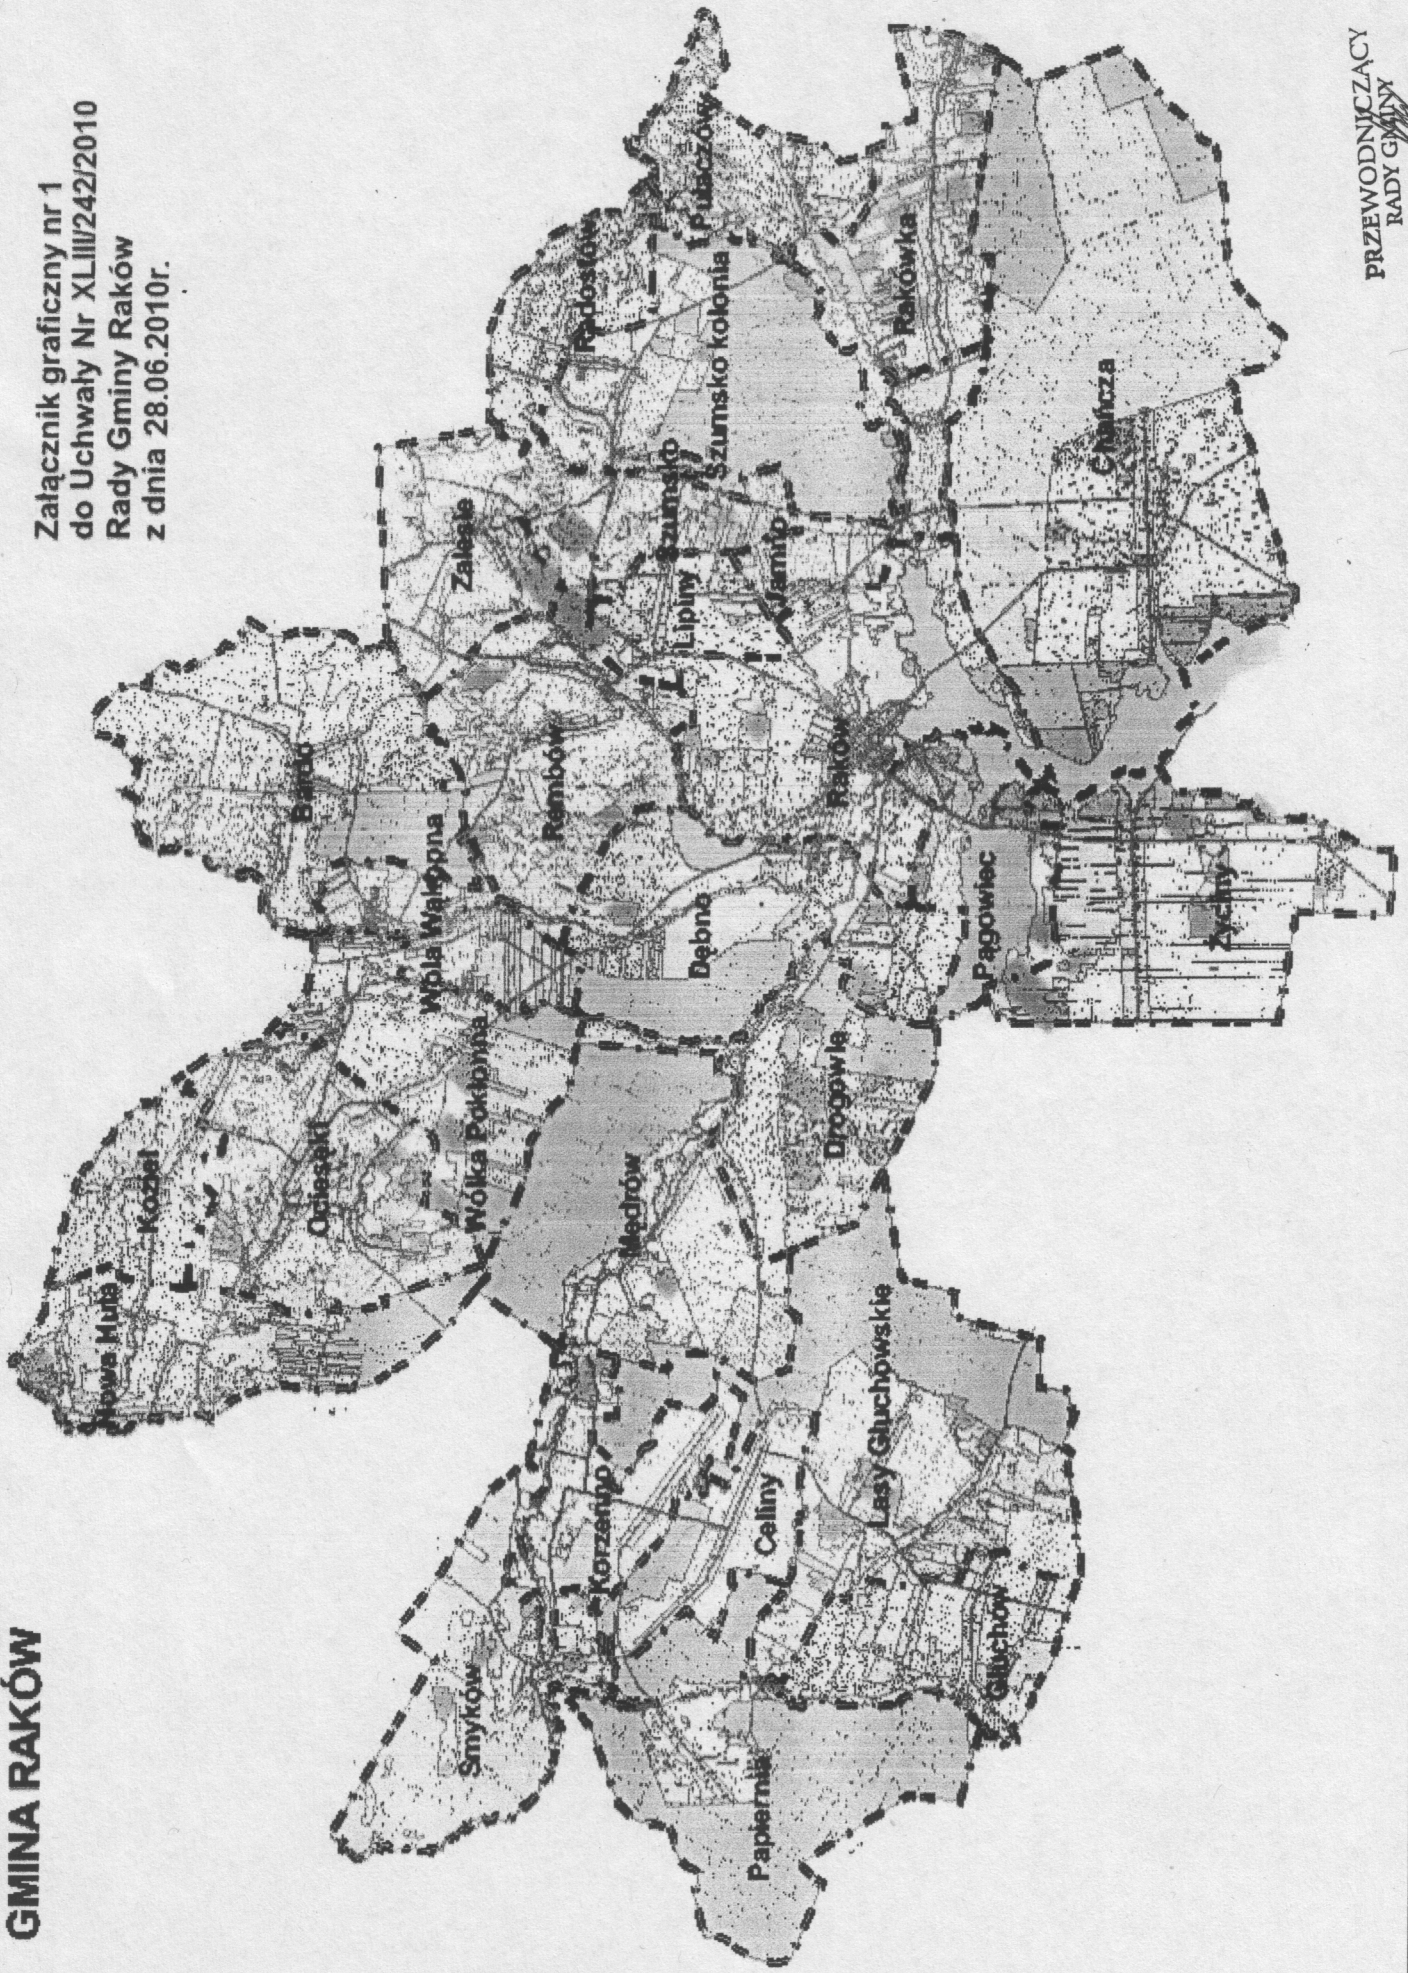 GMINA RAKÓW
Załącznik graficzny nr 1
do Uchwały Nr XLIII/242/2010
Rady Gminy Raków
z dnia 28.06.2010r.
Nowa Huta
Kozieł
Ociesęki
Bardo
Smyków
Wólka Pokłonna
Wola Wąkopna
Zalesie
Korzenno
Mędrów
Rembów
Radostów
Dębno
Lipiny
Szumsko
Szumsko kolonia
Pułaczów
Papiernia
Celiny
Jamno
Drogowle
Raków
Lasy Głuchowskie
Rakówka
Głuchów
Pągowiec
Chańcza
Życiny
PRZEWODNICZĄCY
RADY GMINY